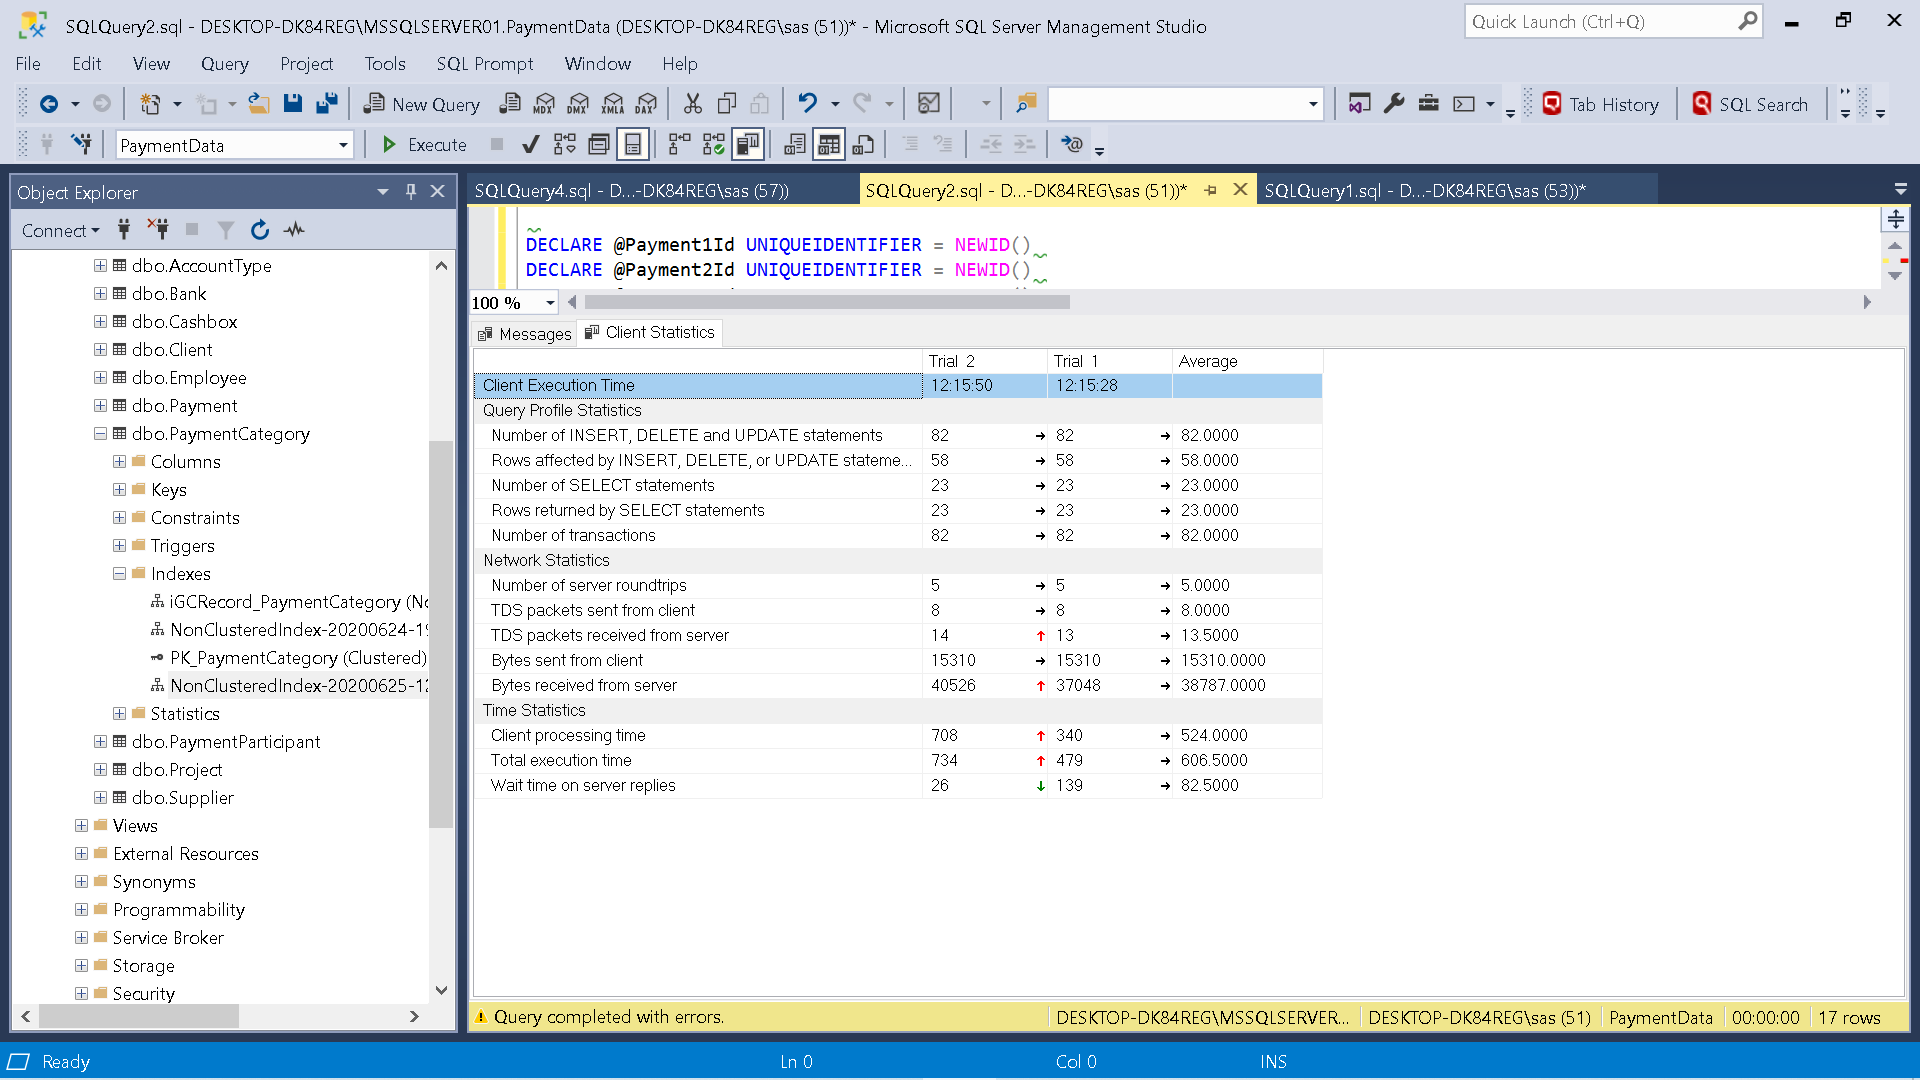 SQLQuery2.sql - DESKTOP-DK84REG\MSSQLSERVER01.PaymentData (DESKTOP-DK84REG\sas (51))* - Microsoft SQL Server Management Studio
Quick Launch (Ctrl+Q)
File Edit View Query Project Tools SQL Prompt Window Help
New Query
MDX DMX XMLA DAX
Tab History
SQL Search
PaymentData
Execute
Object Explorer
Connect
dbo.AccountType
dbo.Bank
dbo.Cashbox
dbo.Client
dbo.Employee
dbo.Payment
dbo.PaymentCategory
Columns
Keys
Constraints
Triggers
Indexes
iGCRecord_PaymentCategory (No
NonClusteredIndex-20200624-19
PK_PaymentCategory (Clustered)
NonClusteredIndex-20200625-12
Statistics
dbo.PaymentParticipant
dbo.Project
dbo.Supplier
Views
External Resources
Synonyms
Programmability
Service Broker
Storage
Security
SQLQuery4.sql - D...-DK84REG\sas (57))
SQLQuery2.sql - D...-DK84REG\sas (51))*
SQLQuery1.sql - D...-DK84REG\sas (53))*
DECLARE @Payment1Id UNIQUEIDENTIFIER = NEWID()
DECLARE @Payment2Id UNIQUEIDENTIFIER = NEWID()
100 %
Messages Client Statistics
Trial 2 Trial 1 Average
Client Execution Time 12:15:50 12:15:28
Query Profile Statistics
Number of INSERT, DELETE and UPDATE statements 82 → 82 → 82.0000
Rows affected by INSERT, DELETE, or UPDATE stateme... 58 → 58 → 58.0000
Number of SELECT statements 23 → 23 → 23.0000
Rows returned by SELECT statements 23 → 23 → 23.0000
Number of transactions 82 → 82 → 82.0000
Network Statistics
Number of server roundtrips 5 → 5 → 5.0000
TDS packets sent from client 8 → 8 → 8.0000
TDS packets received from server 14 ↑ 13 → 13.5000
Bytes sent from client 15310 → 15310 → 15310.0000
Bytes received from server 40526 ↑ 37048 → 38787.0000
Time Statistics
Client processing time 708 ↑ 340 → 524.0000
Total execution time 734 ↑ 479 → 606.5000
Wait time on server replies 26 ↓ 139 → 82.5000
Query completed with errors.
DESKTOP-DK84REG\MSSQLSERVER... DESKTOP-DK84REG\sas (51) PaymentData 00:00:00 17 rows
Ready Ln 0 Col 0 INS